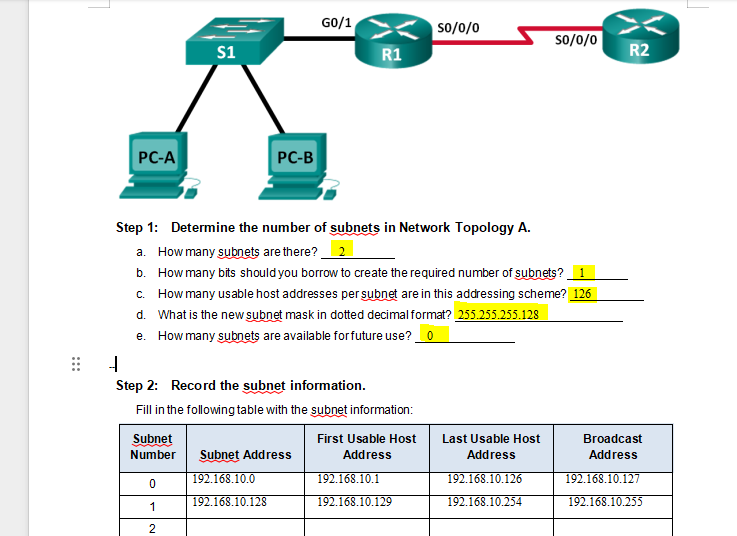 G0/1
S0/0/0
S0/0/0
S1
R1
R2
PC-A
PC-B
Step 1: Determine the number of subnets in Network Topology A.
a. How many subnets are there? 2
b. How many bits should you borrow to create the required number of subnets? 1
c. How many usable host addresses per subnet are in this addressing scheme? 126
d. What is the new subnet mask in dotted decimal format? 255.255.255.128
e. How many subnets are available for future use? 0
Step 2: Record the subnet information.
Fill in the following table with the subnet information:
Subnet Number Subnet Address First Usable Host Address Last Usable Host Address Broadcast Address
0 192.168.10.0 192.168.10.1 192.168.10.126 192.168.10.127
1 192.168.10.128 192.168.10.129 192.168.10.254 192.168.10.255
2